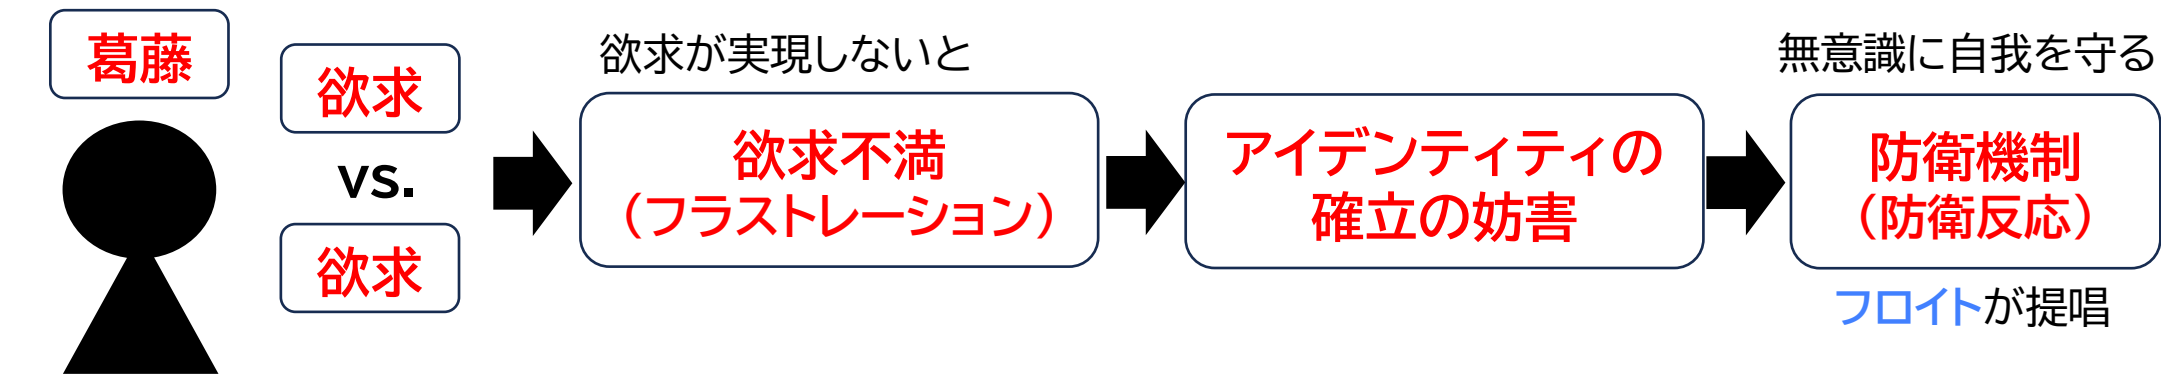 葛藤
欲求
vs.
欲求
欲求が実現しないと
欲求不満
（フラストレーション）
アイデンティティの
確立の妨害
無意識に自我を守る
防衛機制
（防衛反応）
フロイトが提唱